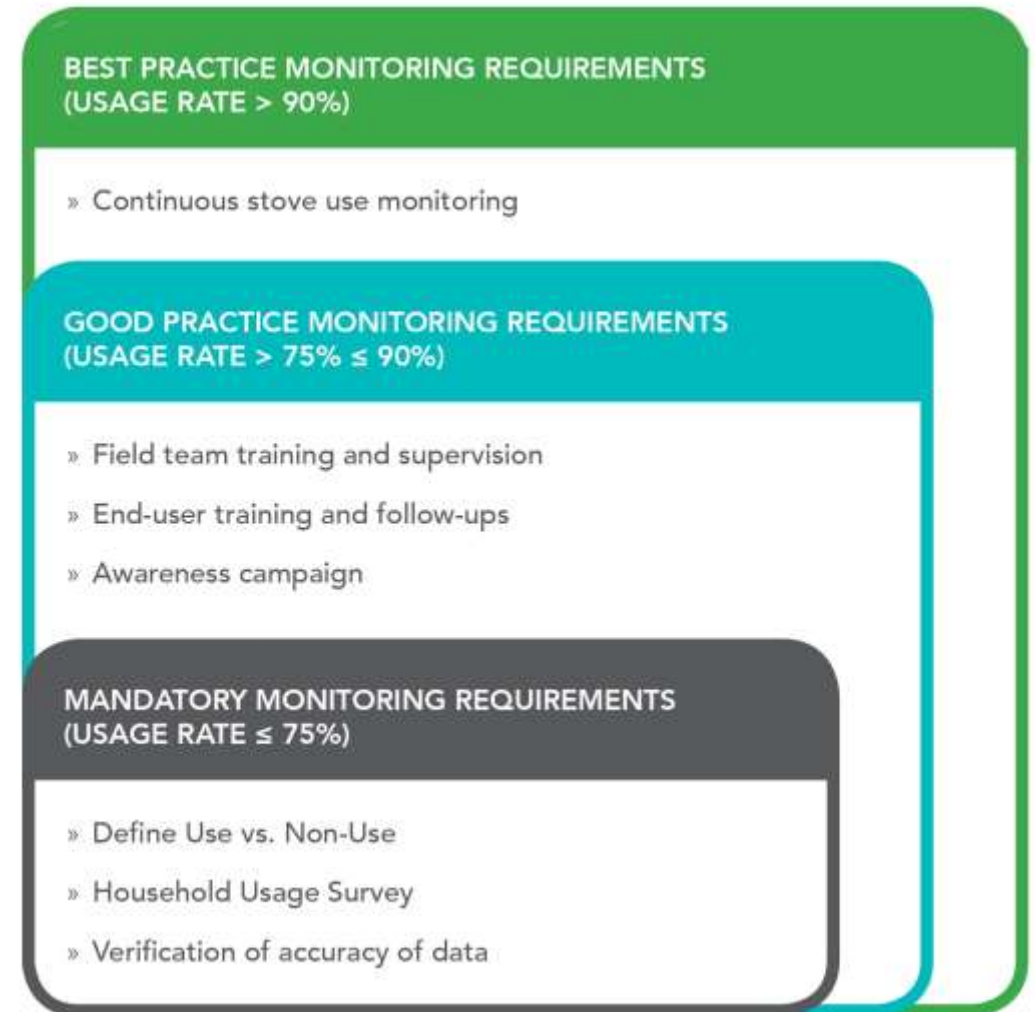 BEST PRACTICE MONITORING REQUIREMENTS
(USAGE RATE > 90%)
» Continuous stove use monitoring
GOOD PRACTICE MONITORING REQUIREMENTS
(USAGE RATE > 75% ≤ 90%)
» Field team training and supervision
» End-user training and follow-ups
» Awareness campaign
MANDATORY MONITORING REQUIREMENTS
(USAGE RATE ≤ 75%)
» Define Use vs. Non-Use
» Household Usage Survey
» Verification of accuracy of data